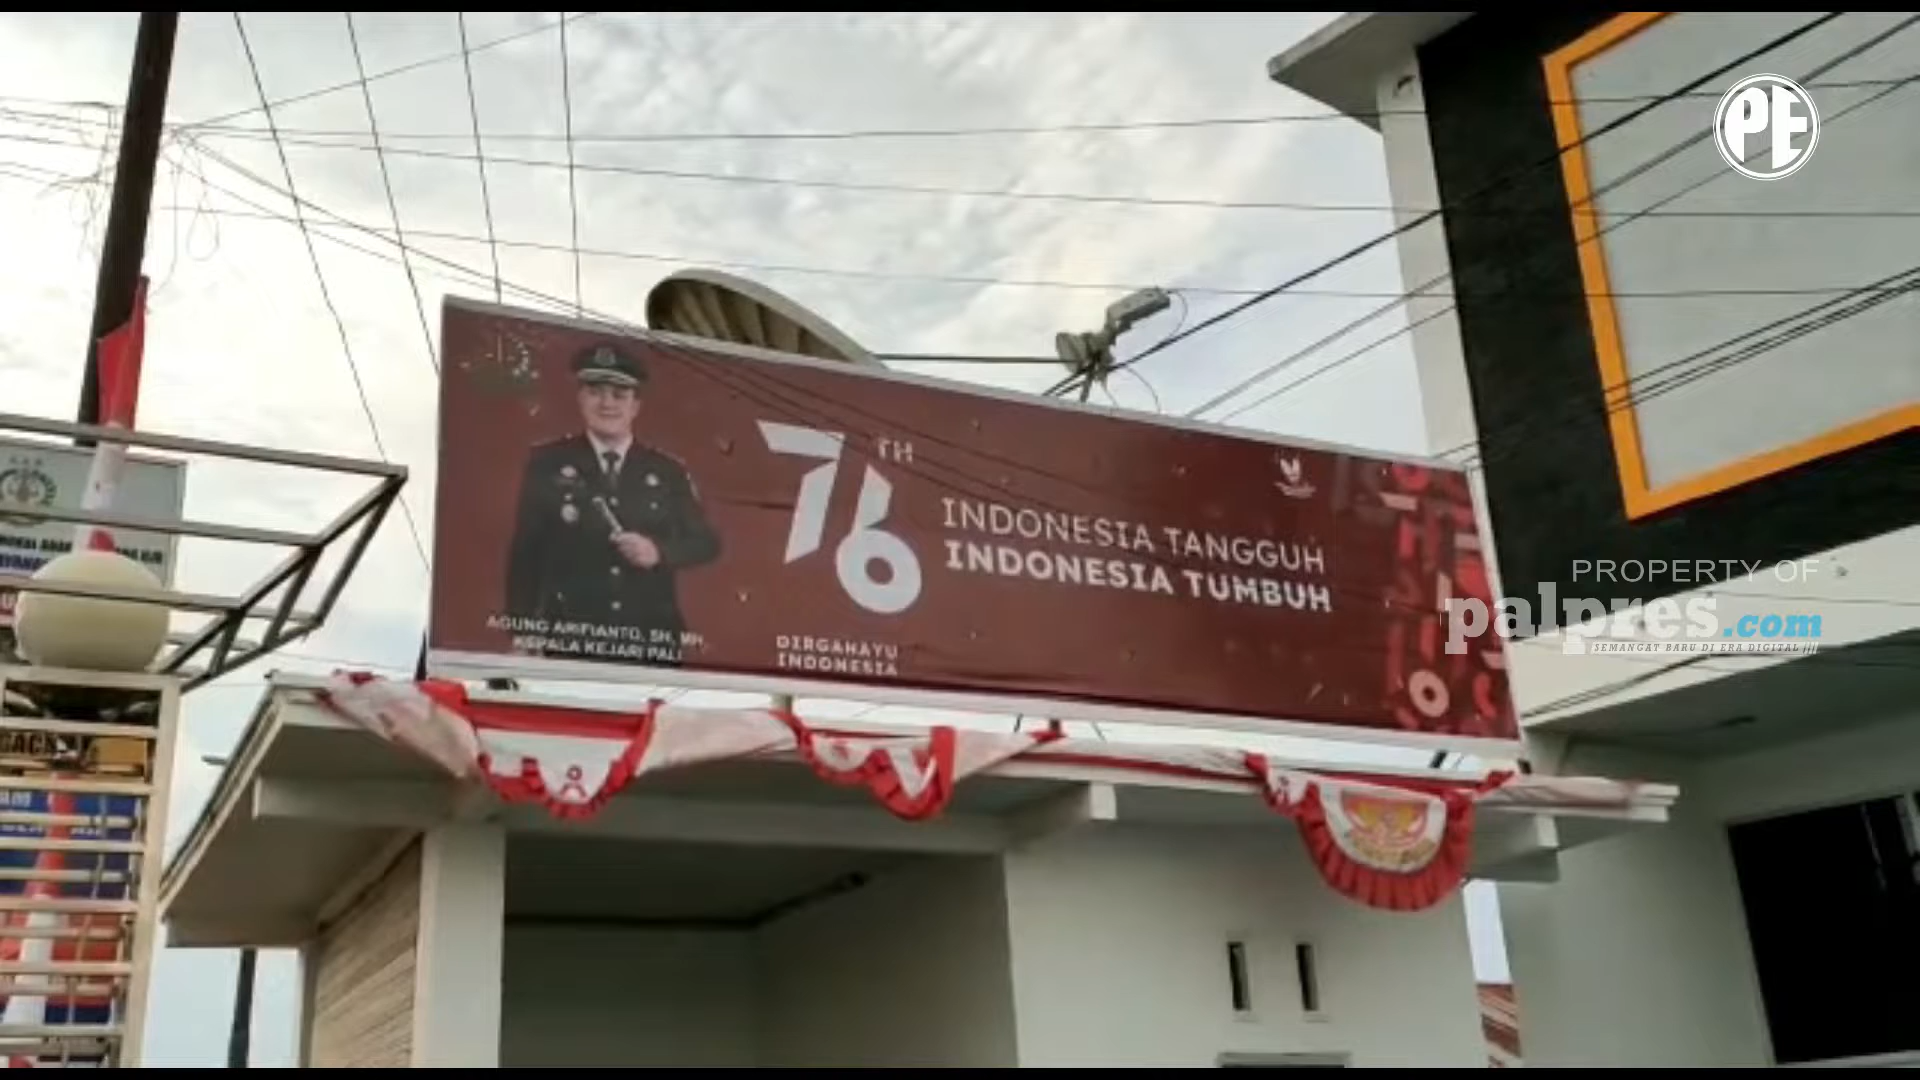 PE
76TH
INDONESIA TANGGUH
INDONESIA TUMBUH
AGUNG ARIFIANTO, SH, MH
KEPALA KEJARI PALI
DIRGAHAYU
INDONESIA
PROPERTY OF
palpres.com
SEMANGAT BARU DI ERA DIGITAL